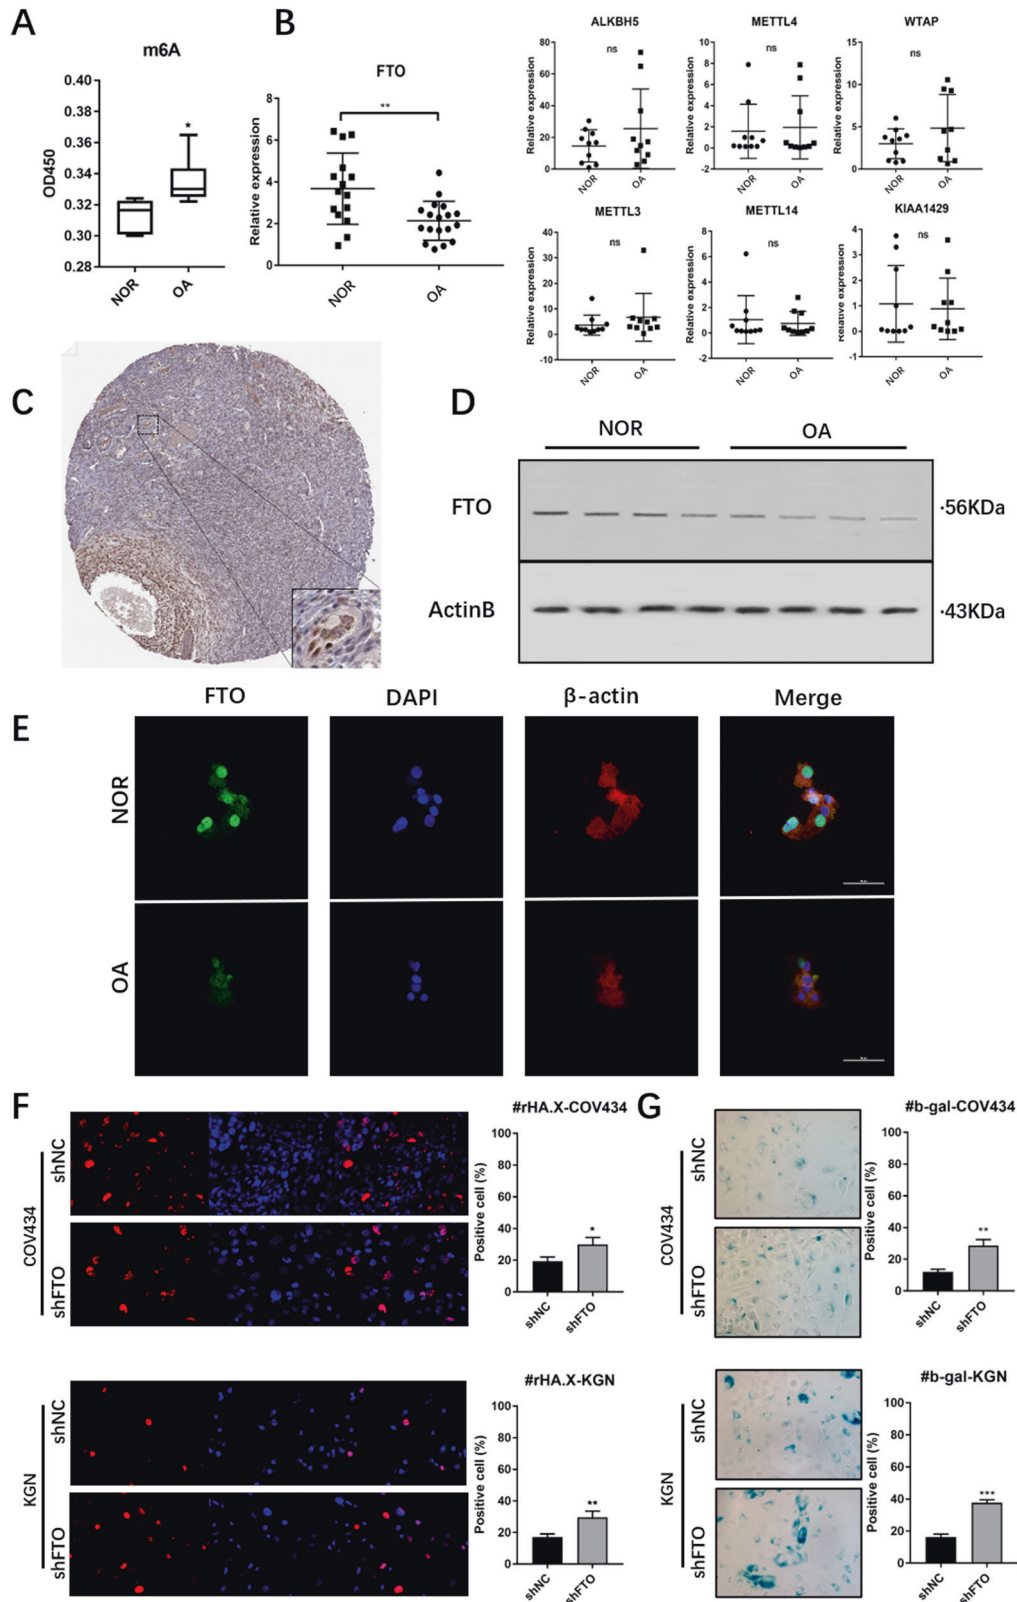 A
m6A
OD450
0.40
0.38
0.36
0.34
0.32
0.30
0.28
*
NOR
OA
B
FTO
Relative expression
8
6
4
2
0
**
NOR
OA
ALKBH5
Relative expression
80
60
40
20
0
ns
NOR
OA
METTL4
Relative expression
10
8
6
4
2
0
-2
ns
NOR
OA
WTAP
Relative expression
15
10
5
0
ns
NOR
OA
METTL3
Relative expression
40
30
20
10
0
-10
ns
NOR
OA
METTL14
Relative expression
8
6
4
2
0
-2
ns
NOR
OA
KIAA1429
Relative expression
4
3
2
1
0
-1
ns
NOR
OA
C
D
NOR
OA
FTO
·56KDa
ActinB
·43KDa
E
FTO
DAPI
β-actin
Merge
NOR
OA
F
COV434
shNC
shFTO
#rHA.X-COV434
Positive cell (%)
100
80
60
40
20
0
*
shNC
shFTO
KGN
shNC
shFTO
#rHA.X-KGN
Positive cell (%)
100
80
60
40
20
0
**
shNC
shFTO
G
COV434
shNC
shFTO
#b-gal-COV434
Positive cell (%)
100
80
60
40
20
0
**
shNC
shFTO
KGN
shNC
shFTO
#b-gal-KGN
Positive cell (%)
100
80
60
40
20
0
***
shNC
shFTO